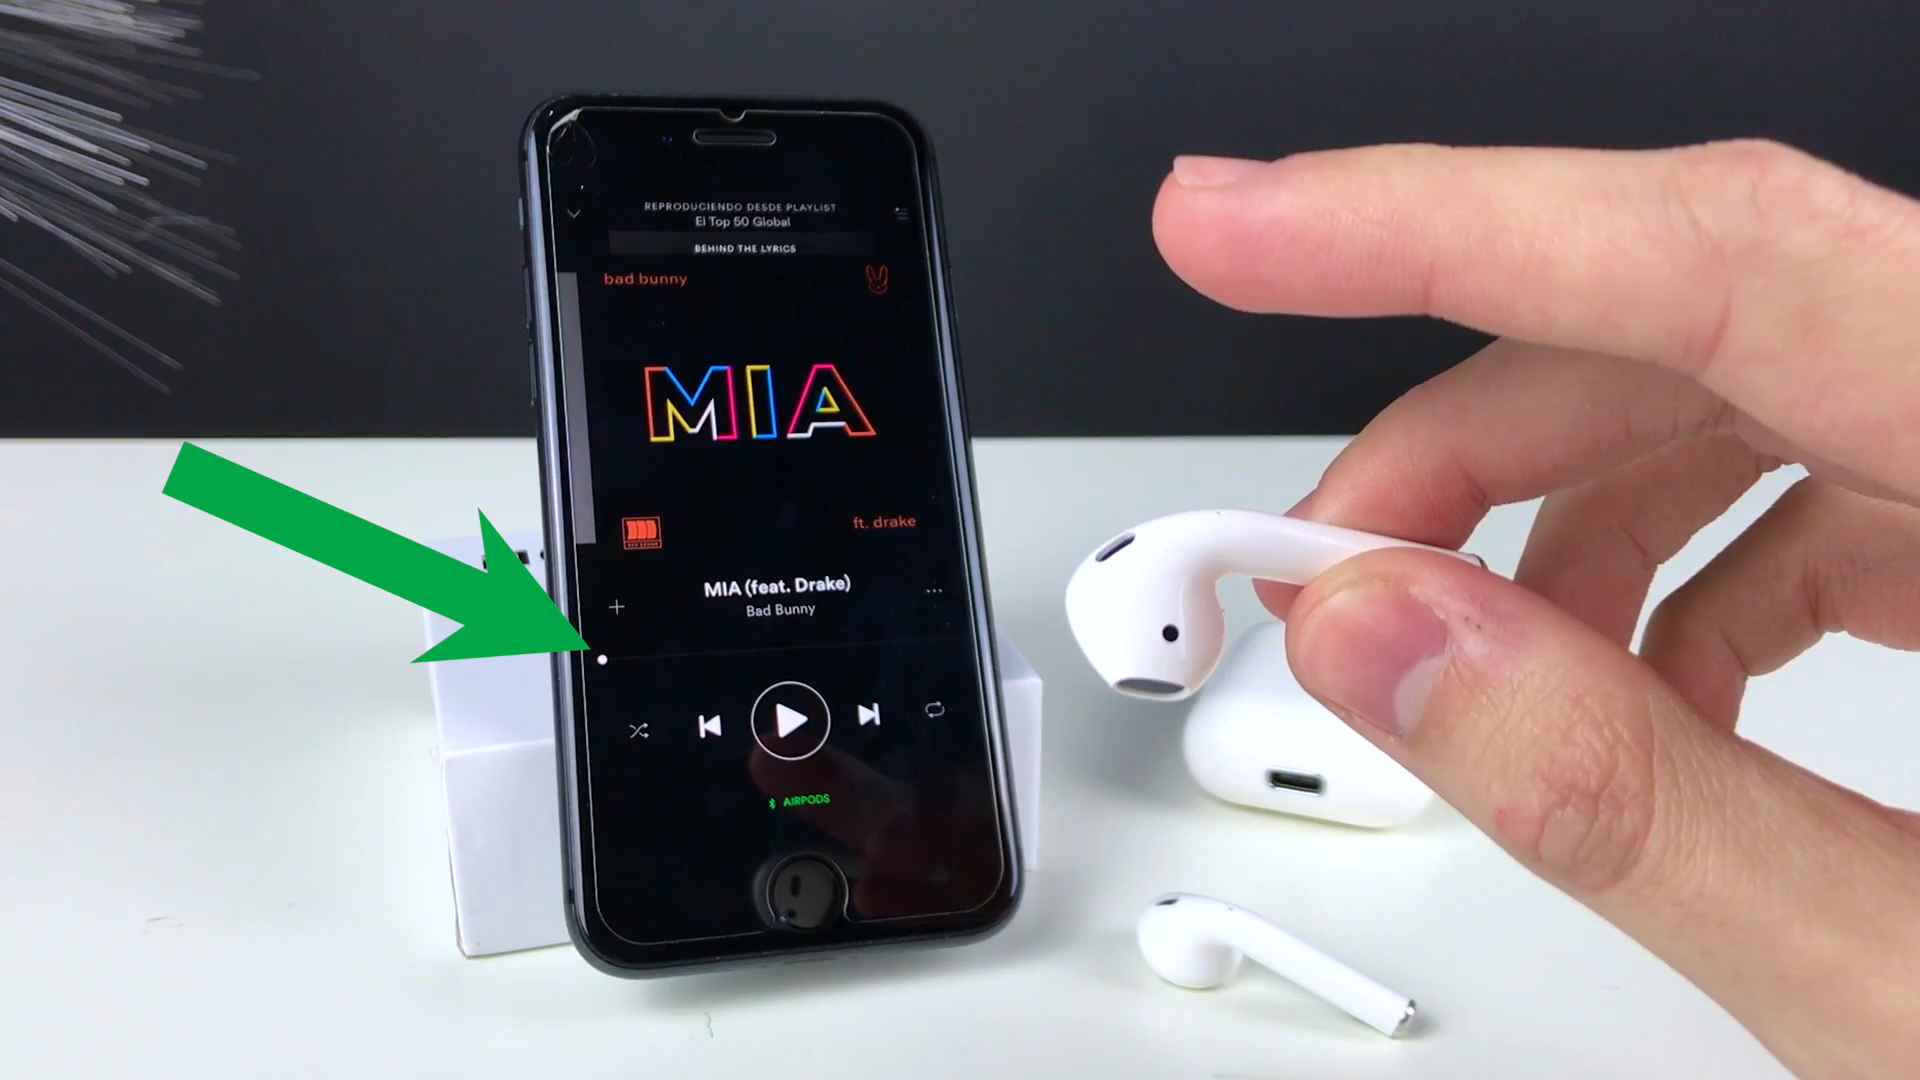 REPRODUCIENDO DESDE PLAYLIST
El Top 50 Global
BEHIND THE LYRICS
bad bunny
MIA
ft. drake
MIA (feat. Drake)
Bad Bunny
AIRPODS